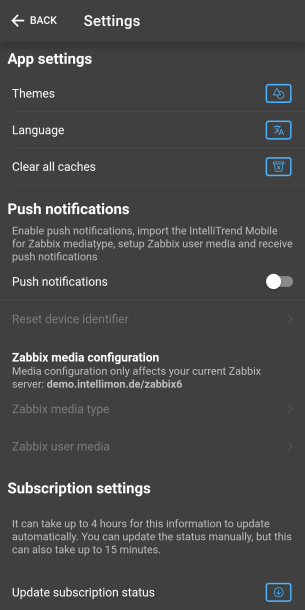 BACK Settings
App settings
Themes
Language
Clear all caches
Push notifications
Enable push notifications, import the IntelliTrend Mobile
for Zabbix mediatype, setup Zabbix user media and receive
push notifications
Push notifications
Reset device identifier
Zabbix media configuration
Media configuration only affects your current Zabbix
server: demo.intellimon.de/zabbix6
Zabbix media type
Zabbix user media
Subscription settings
It can take up to 4 hours for this information to update
automatically. You can update the status manually, but this
can also take up to 15 minutes.
Update subscription status